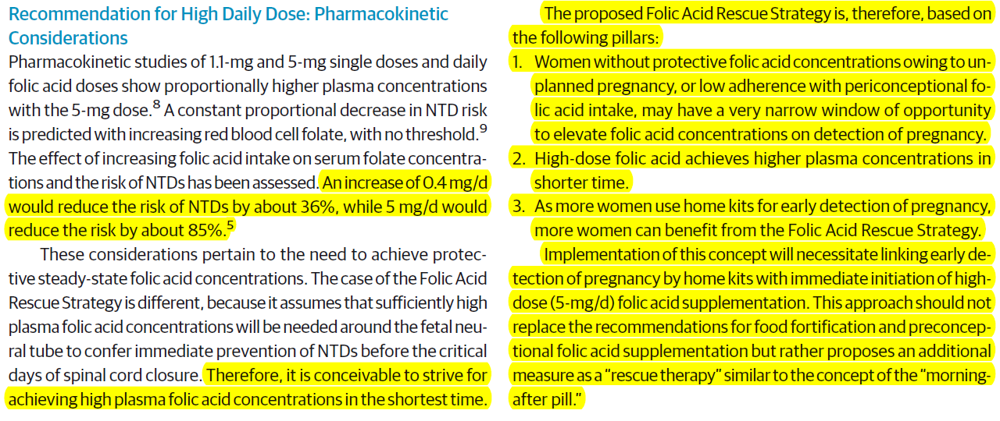 Recommendation for High Daily Dose: Pharmacokinetic
Considerations
Pharmacokinetic studies of 1.1-mg and 5-mg single doses and daily
folic acid doses show proportionally higher plasma concentrations
with the 5-mg dose.8 A constant proportional decrease in NTD risk
is predicted with increasing red blood cell folate, with no threshold.9
The effect of increasing folic acid intake on serum folate concentra-
tions and the risk of NTDs has been assessed. An increase of 0.4 mg/d
would reduce the risk of NTDs by about 36%, while 5 mg/d would
reduce the risk by about 85%.5
These considerations pertain to the need to achieve protec-
tive steady-state folic acid concentrations. The case of the Folic Acid
Rescue Strategy is different, because it assumes that sufficiently high
plasma folic acid concentrations will be needed around the fetal neu-
ral tube to confer immediate prevention of NTDs before the critical
days of spinal cord closure. Therefore, it is conceivable to strive for
achieving high plasma folic acid concentrations in the shortest time.
The proposed Folic Acid Rescue Strategy is, therefore, based on
the following pillars:
1. Women without protective folic acid concentrations owing to un-
planned pregnancy, or low adherence with periconceptional fo-
lic acid intake, may have a very narrow window of opportunity
to elevate folic acid concentrations on detection of pregnancy.
2. High-dose folic acid achieves higher plasma concentrations in
shorter time.
3. As more women use home kits for early detection of pregnancy,
more women can benefit from the Folic Acid Rescue Strategy.
Implementation of this concept will necessitate linking early de-
tection of pregnancy by home kits with immediate initiation of high-
dose (5-mg/d) folic acid supplementation. This approach should not
replace the recommendations for food fortification and preconcep-
tional folic acid supplementation but rather proposes an additional
measure as a “rescue therapy” similar to the concept of the “morning-
after pill.”